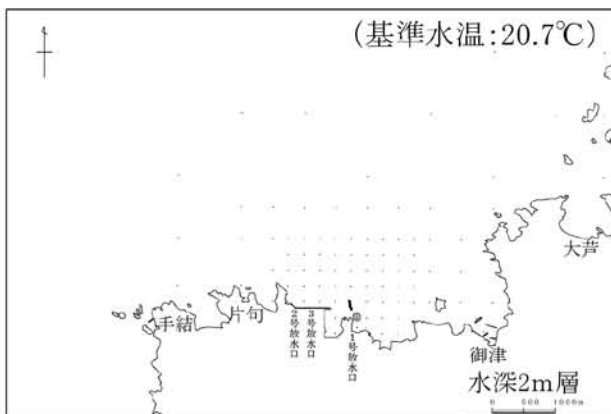 (基準水温:20.7℃)
大芦
手結
片句
2号放水口
3号放水口
1号放水口
御津
水深2m層
0 500 1000m